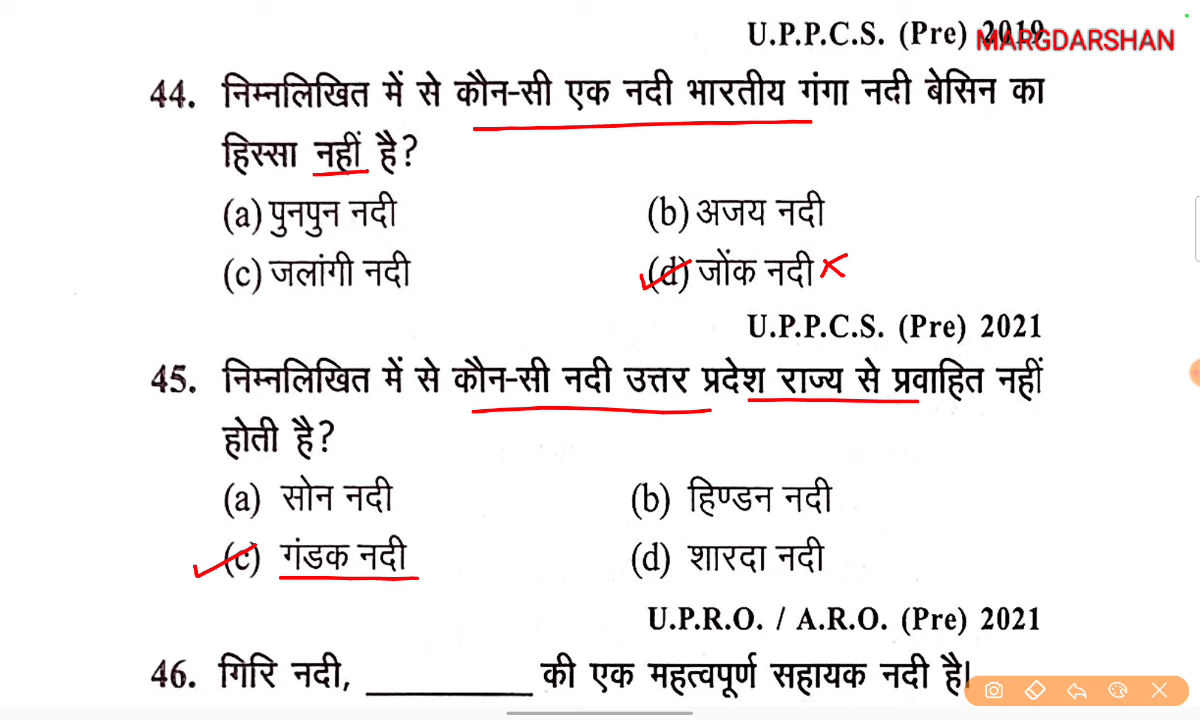 U.P.P.C.S. (Pre) 2019
MARGDARSHAN
44. निम्नलिखित में से कौन-सी एक नदी भारतीय गंगा नदी बेसिन का
हिस्सा नहीं है?
(a) पुनपुन नदी (b) अजय नदी
(c) जलांगी नदी (d) जोंक नदी
U.P.P.C.S. (Pre) 2021
45. निम्नलिखित में से कौन-सी नदी उत्तर प्रदेश राज्य से प्रवाहित नहीं
होती है?
(a) सोन नदी (b) हिण्डन नदी
(c) गंडक नदी (d) शारदा नदी
U.P.R.O. / A.R.O. (Pre) 2021
46. गिरि नदी, __________ की एक महत्वपूर्ण सहायक नदी है।